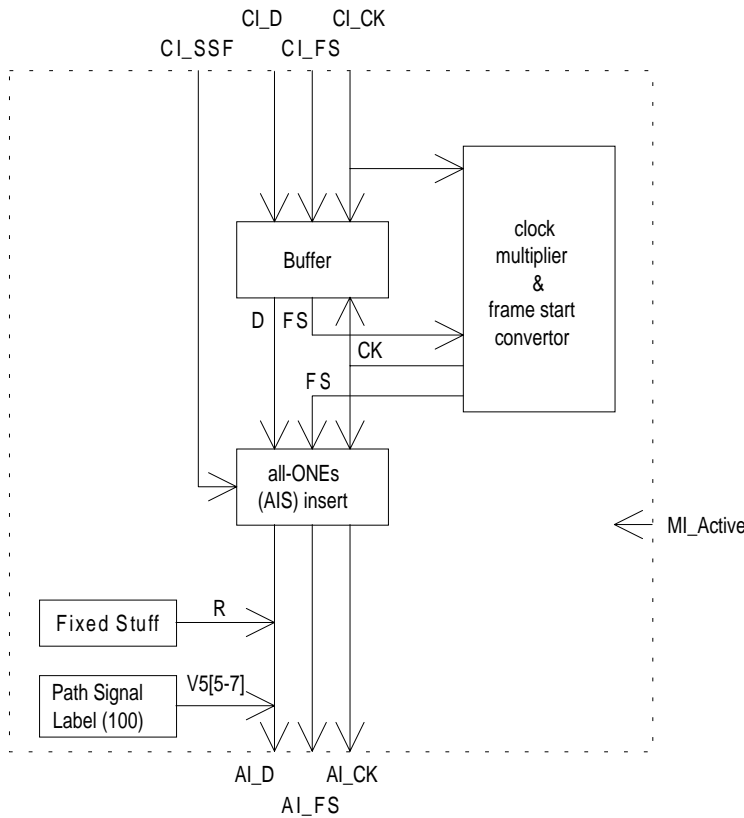 CI_D CI_CK
CI_SSF CI_FS
clock
multiplier
&
frame start
convertor
Buffer
D FS
CK
FS
all-ONEs
(AIS) insert
MI_Active
Fixed Stuff
R
Path Signal
Label (100)
V5[5-7]
AI_D AI_CK
AI_FS